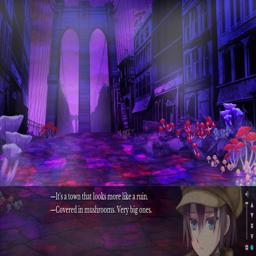 —It's a town that looks more like a ruin.
—Covered in mushrooms. Very big ones.